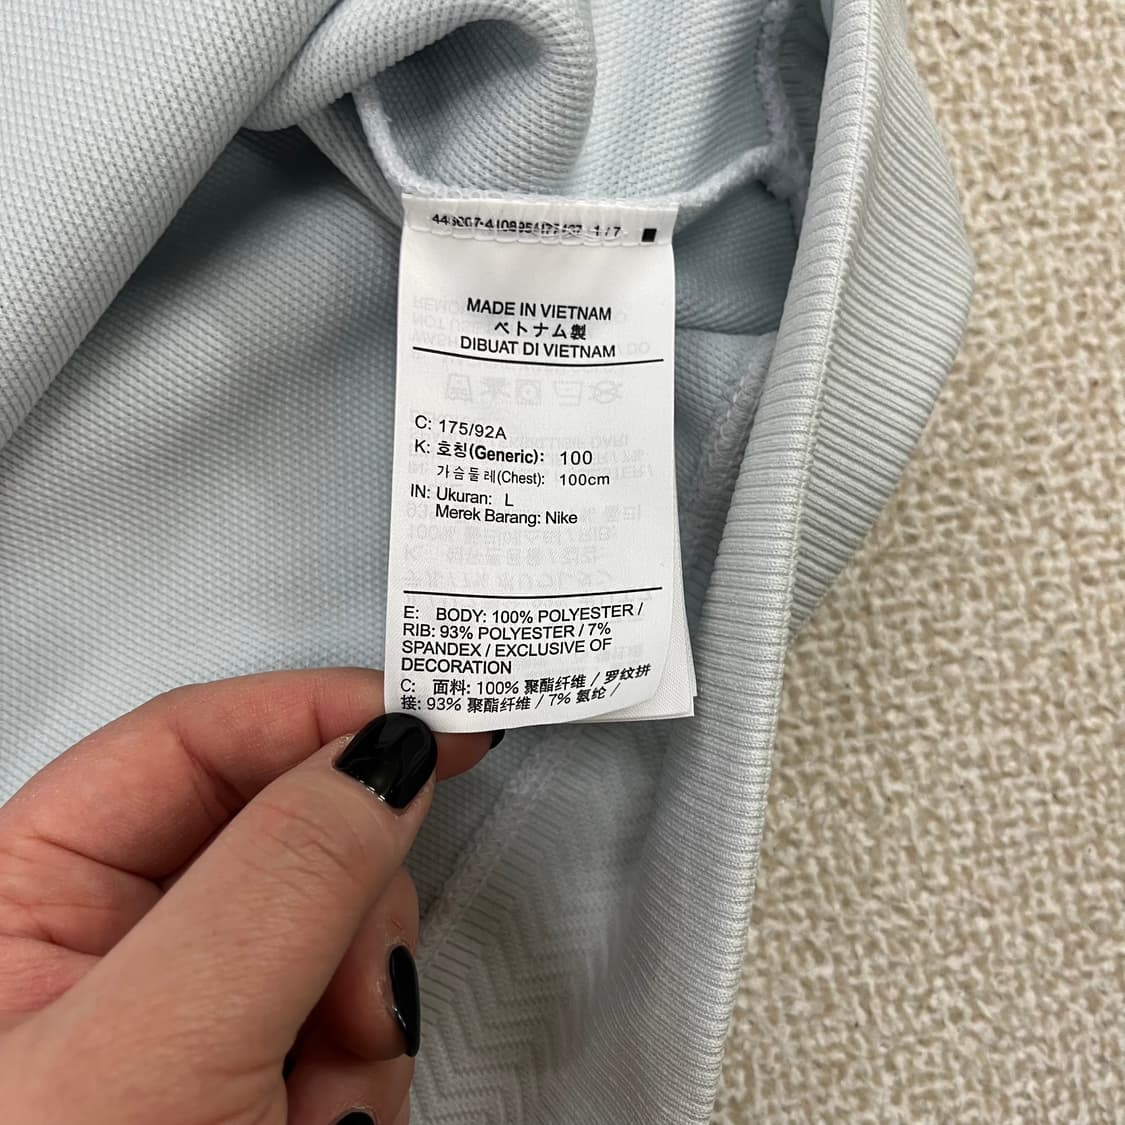 1/7
MADE IN VIETNAM
ベトナム製
DIBUAT DI VIETNAM
C: 175/92A
K: 호칭(Generic): 100
가슴둘레(Chest): 100cm
IN: Ukuran: L
Merek Barang: Nike
E: BODY: 100% POLYESTER /
RIB: 93% POLYESTER / 7%
SPANDEX / EXCLUSIVE OF
DECORATION
C: 面料: 100% 聚酯纤维 / 罗纹拼
接: 93% 聚酯纤维 / 7% 氨纶 /